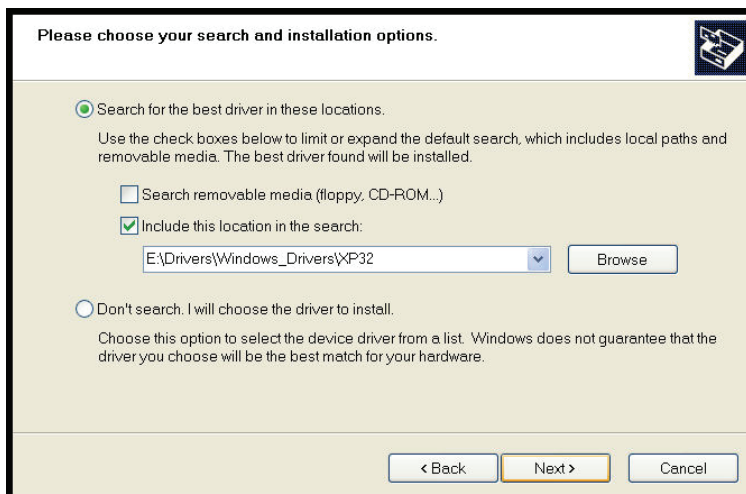 Please choose your search and installation options.
Search for the best driver in these locations.
Use the check boxes below to limit or expand the default search, which includes local paths and
removable media. The best driver found will be installed.
Search removable media (floppy, CD-ROM...)
Include this location in the search:
E:\Drivers\Windows_Drivers\XP32
Browse
Don't search. I will choose the driver to install.
Choose this option to select the device driver from a list. Windows does not guarantee that the
driver you choose will be the best match for your hardware.
< Back
Next >
Cancel